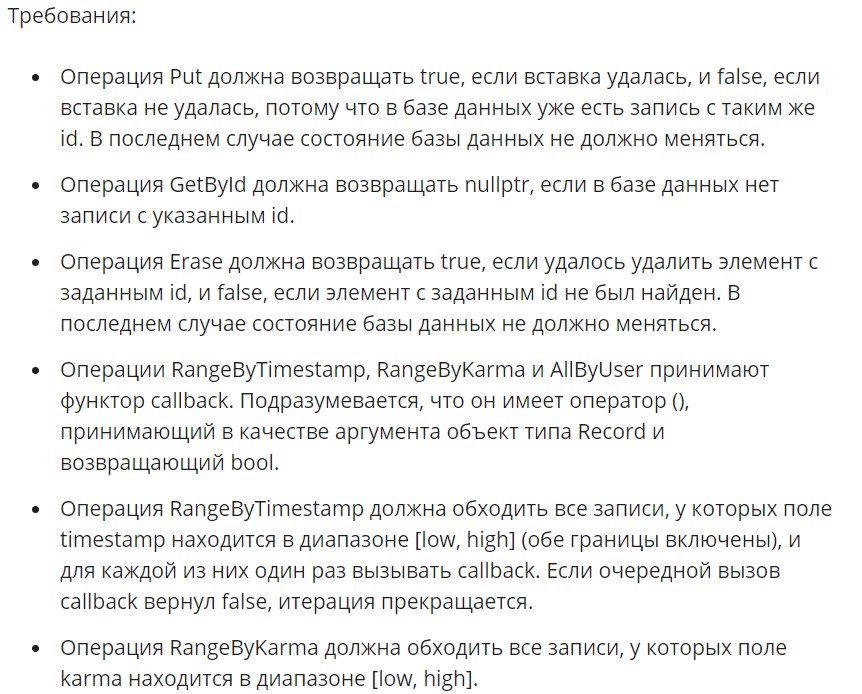 Требования:
• Операция Put должна возвращать true, если вставка удалась, и false, если
вставка не удалась, потому что в базе данных уже есть запись с таким же
id. В последнем случае состояние базы данных не должно меняться.
• Операция GetById должна возвращать nullptr, если в базе данных нет
записи с указанным id.
• Операция Erase должна возвращать true, если удалось удалить элемент с
заданным id, и false, если элемент с заданным id не был найден. В
последнем случае состояние базы данных не должно меняться.
• Операции RangeByTimestamp, RangeByKarma и AllByUser принимают
функтор callback. Подразумевается, что он имеет оператор (),
принимающий в качестве аргумента объект типа Record и
возвращающий bool.
• Операция RangeByTimestamp должна обходить все записи, у которых поле
timestamp находится в диапазоне [low, high] (обе границы включены), и
для каждой из них один раз вызывать callback. Если очередной вызов
callback вернул false, итерация прекращается.
• Операция RangeByKarma должна обходить все записи, у которых поле
karma находится в диапазоне [low, high].